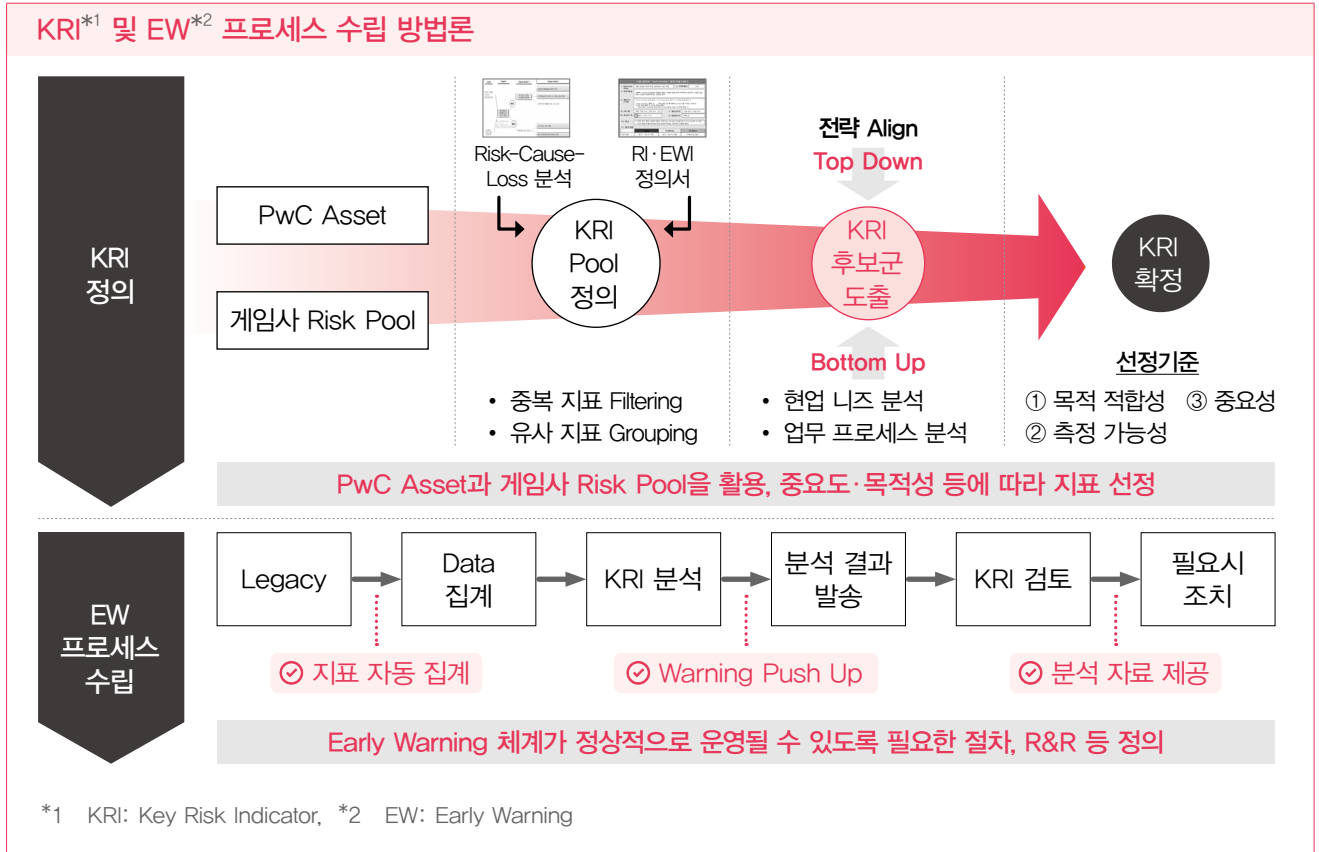 KRI*1 및 EW*2 프로세스 수립 방법론
KRI
정의
PwC Asset
게임사 Risk Pool
Risk-Cause-
Loss 분석
RI·EWI
정의서
KRI
Pool
정의
• 중복 지표 Filtering
• 유사 지표 Grouping
전략 Align
Top Down
KRI
후보군
도출
Bottom Up
• 현업 니즈 분석
• 업무 프로세스 분석
KRI
확정
선정기준
① 목적 적합성 ③ 중요성
② 측정 가능성
PwC Asset과 게임사 Risk Pool을 활용, 중요도·목적성 등에 따라 지표 선정
EW
프로세스
수립
Legacy
Data
집계
KRI 분석
분석 결과
발송
KRI 검토
필요시
조치
지표 자동 집계
Warning Push Up
분석 자료 제공
Early Warning 체계가 정상적으로 운영될 수 있도록 필요한 절차, R&R 등 정의
*1 KRI: Key Risk Indicator, *2 EW: Early Warning